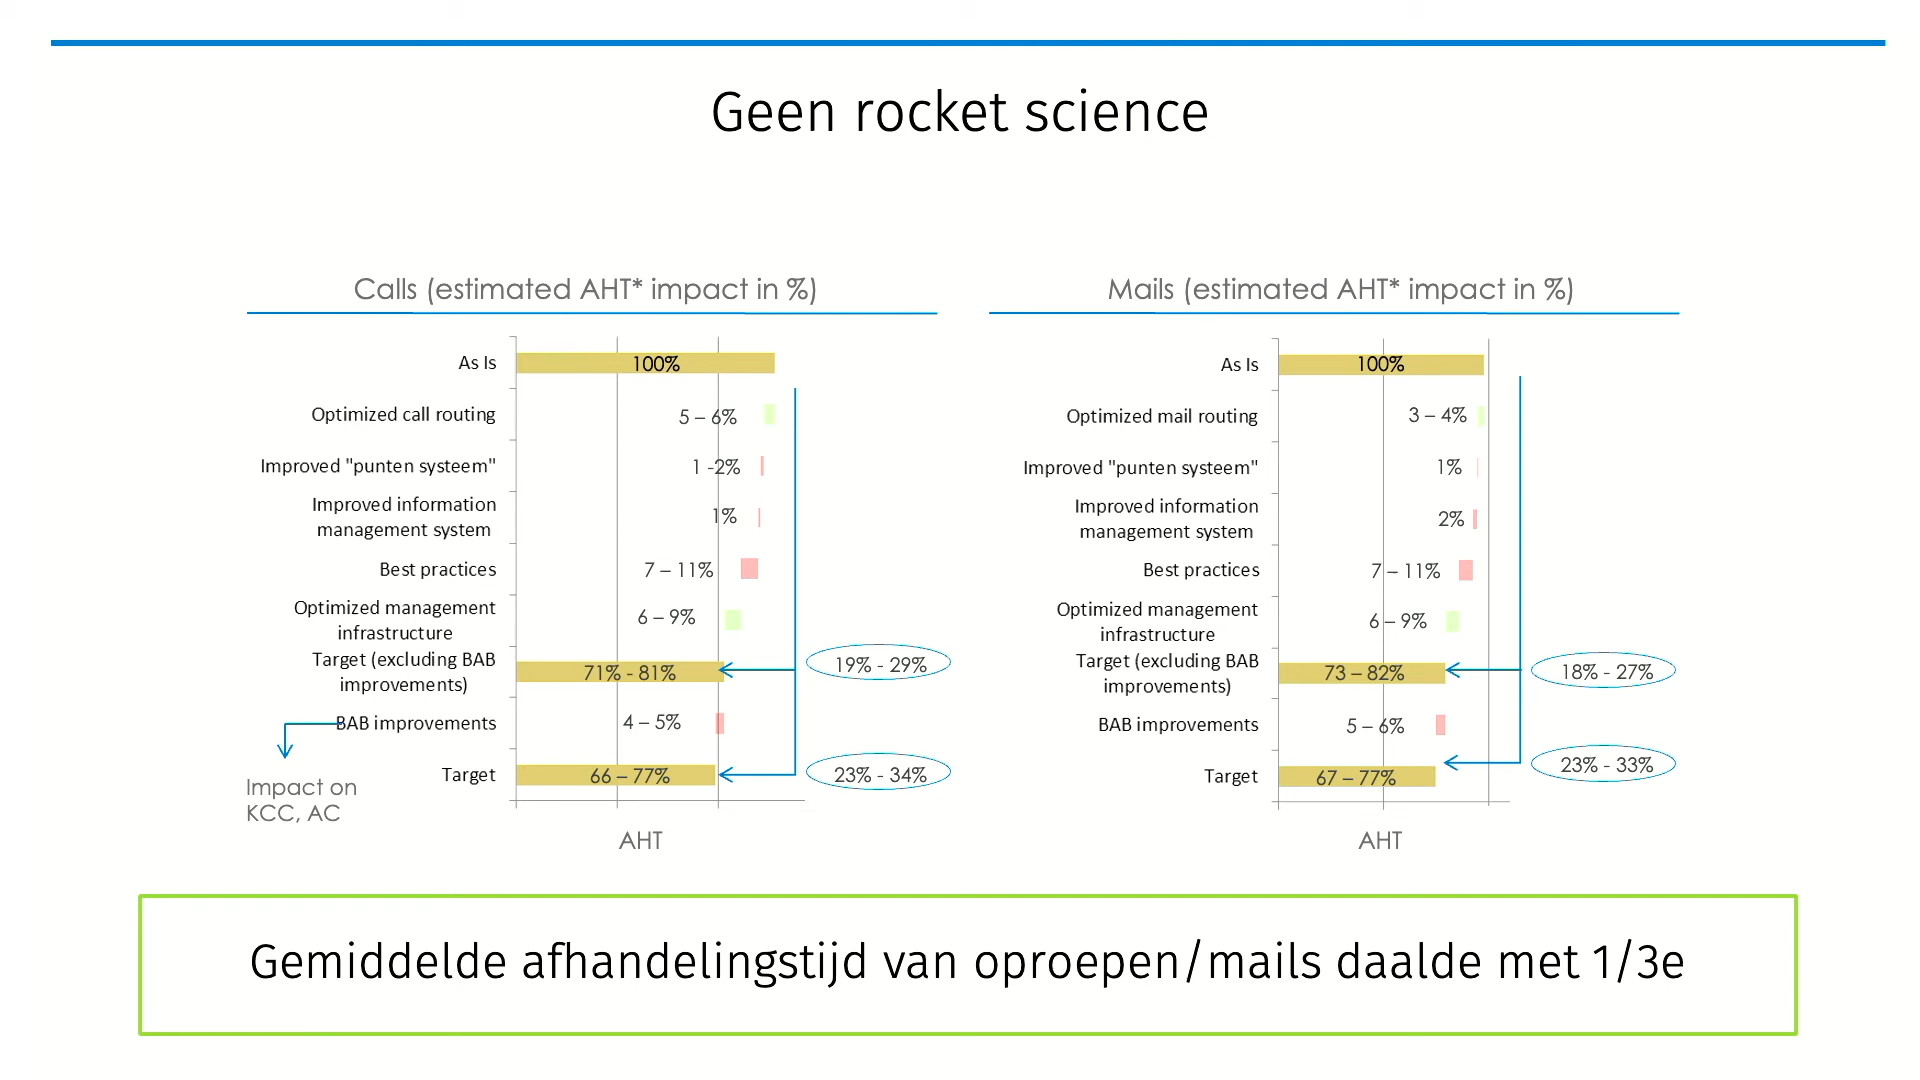 Geen rocket science
Calls (estimated AHT* impact in %)
As Is
100%
Optimized call routing
5 – 6%
Improved "punten systeem"
1 -2%
Improved information
management system
1%
Best practices
7 – 11%
Optimized management
infrastructure
6 – 9%
Target (excluding BAB
improvements)
71% - 81%
19% - 29%
BAB improvements
4 – 5%
Target
66 – 77%
23% - 34%
Impact on
KCC, AC
AHT
Mails (estimated AHT* impact in %)
As Is
100%
Optimized mail routing
3 – 4%
Improved "punten systeem"
1%
Improved information
management system
2%
Best practices
7 – 11%
Optimized management
infrastructure
6 – 9%
Target (excluding BAB
improvements)
73 – 82%
18% - 27%
BAB improvements
5 – 6%
Target
67 – 77%
23% - 33%
AHT
Gemiddelde afhandelingstijd van oproepen/mails daalde met 1/3e